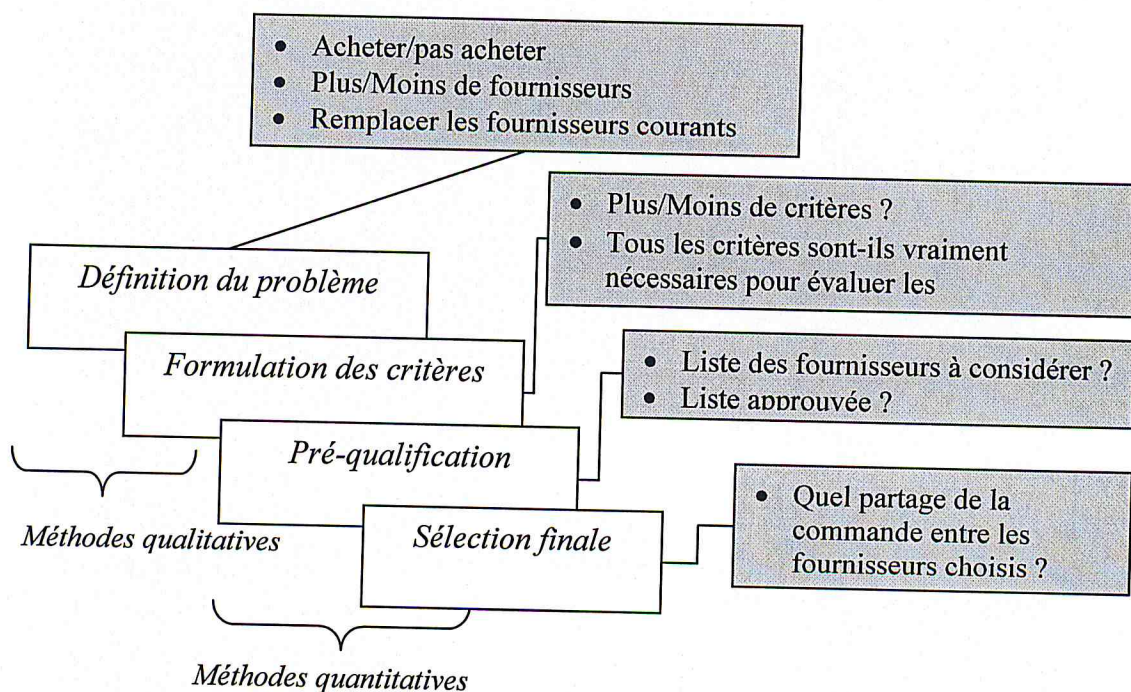 • Acheter/pas acheter
• Plus/Moins de fournisseurs
• Remplacer les fournisseurs courants
• Plus/Moins de critères ?
• Tous les critères sont-ils vraiment
nécessaires pour évaluer les
Définition du problème
Formulation des critères
• Liste des fournisseurs à considérer ?
• Liste approuvée ?
Pré-qualification
• Quel partage de la
commande entre les
fournisseurs choisis ?
Méthodes qualitatives
Sélection finale
Méthodes quantitatives